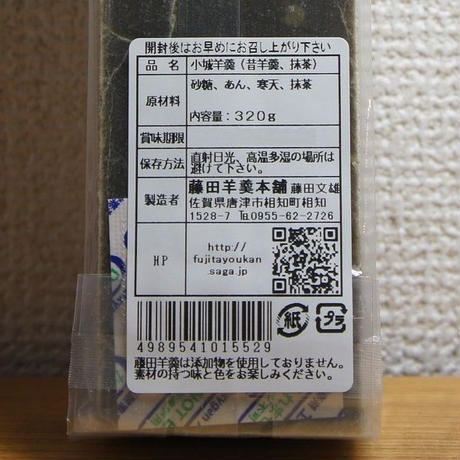 開封後はお早めにお召し上がり下さい
品名 小城羊羹（昔羊羹、抹茶）
原材料 砂糖、あん、寒天、抹茶
内容量：３２０ｇ
賞味期限
保存方法 直射日光、高温多湿の場所は
避けて下さい。
製造者 藤田羊羹本舗 藤田文雄
佐賀県唐津市相知町相知
1528-7 ℡0955-62-2726
HP http://
fujitayoukan
.saga.jp
紙 プラ
4989541015529
藤田羊羹は添加物を使用しておりません。
素材の持つ味と色をお楽しみください。